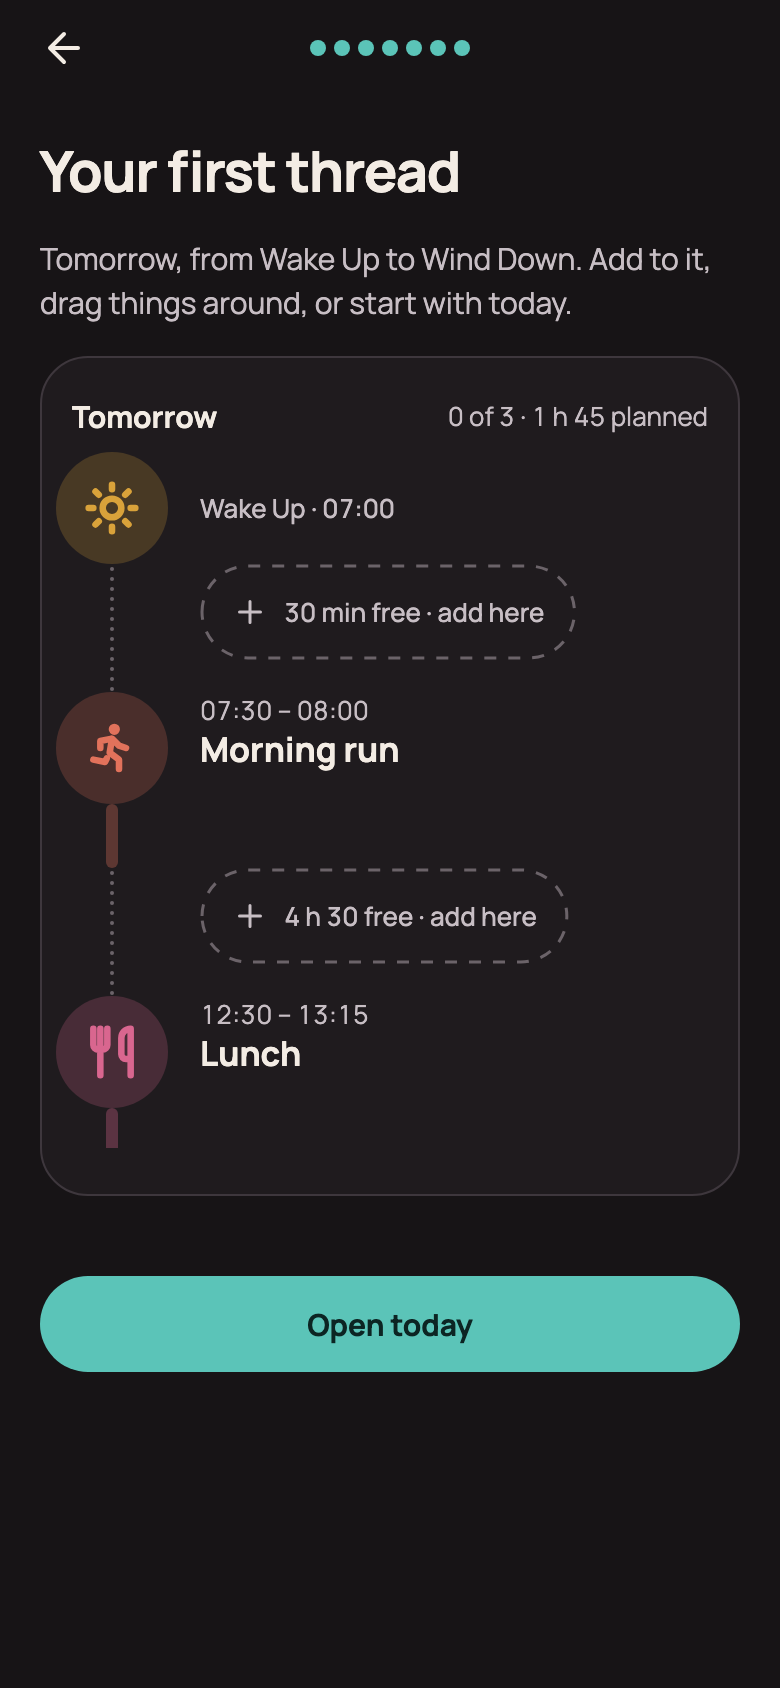 Your first thread
Tomorrow, from Wake Up to Wind Down. Add to it,
drag things around, or start with today.
Tomorrow
0 of 3 · 1 h 45 planned
Wake Up · 07:00
30 min free · add here
07:30 – 08:00
Morning run
4 h 30 free · add here
12:30 – 13:15
Lunch
Open today